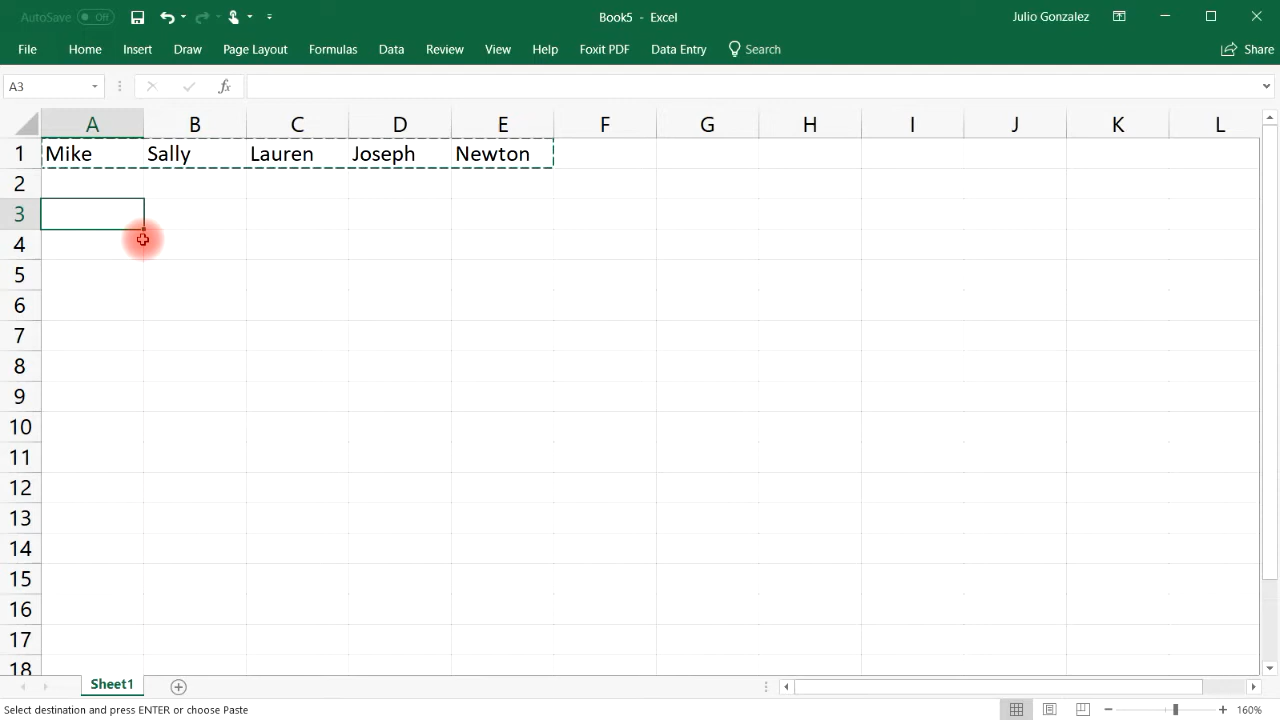 AutoSave Off Book5 - Excel Julio Gonzalez
File Home Insert Draw Page Layout Formulas Data Review View Help Foxit PDF Data Entry Search Share
A3 fx
A B C D E F G H I J K L
1 Mike Sally Lauren Joseph Newton
2
3
4
5
6
7
8
9
10
11
12
13
14
15
16
17
18
Sheet1
Select destination and press ENTER or choose Paste 160%